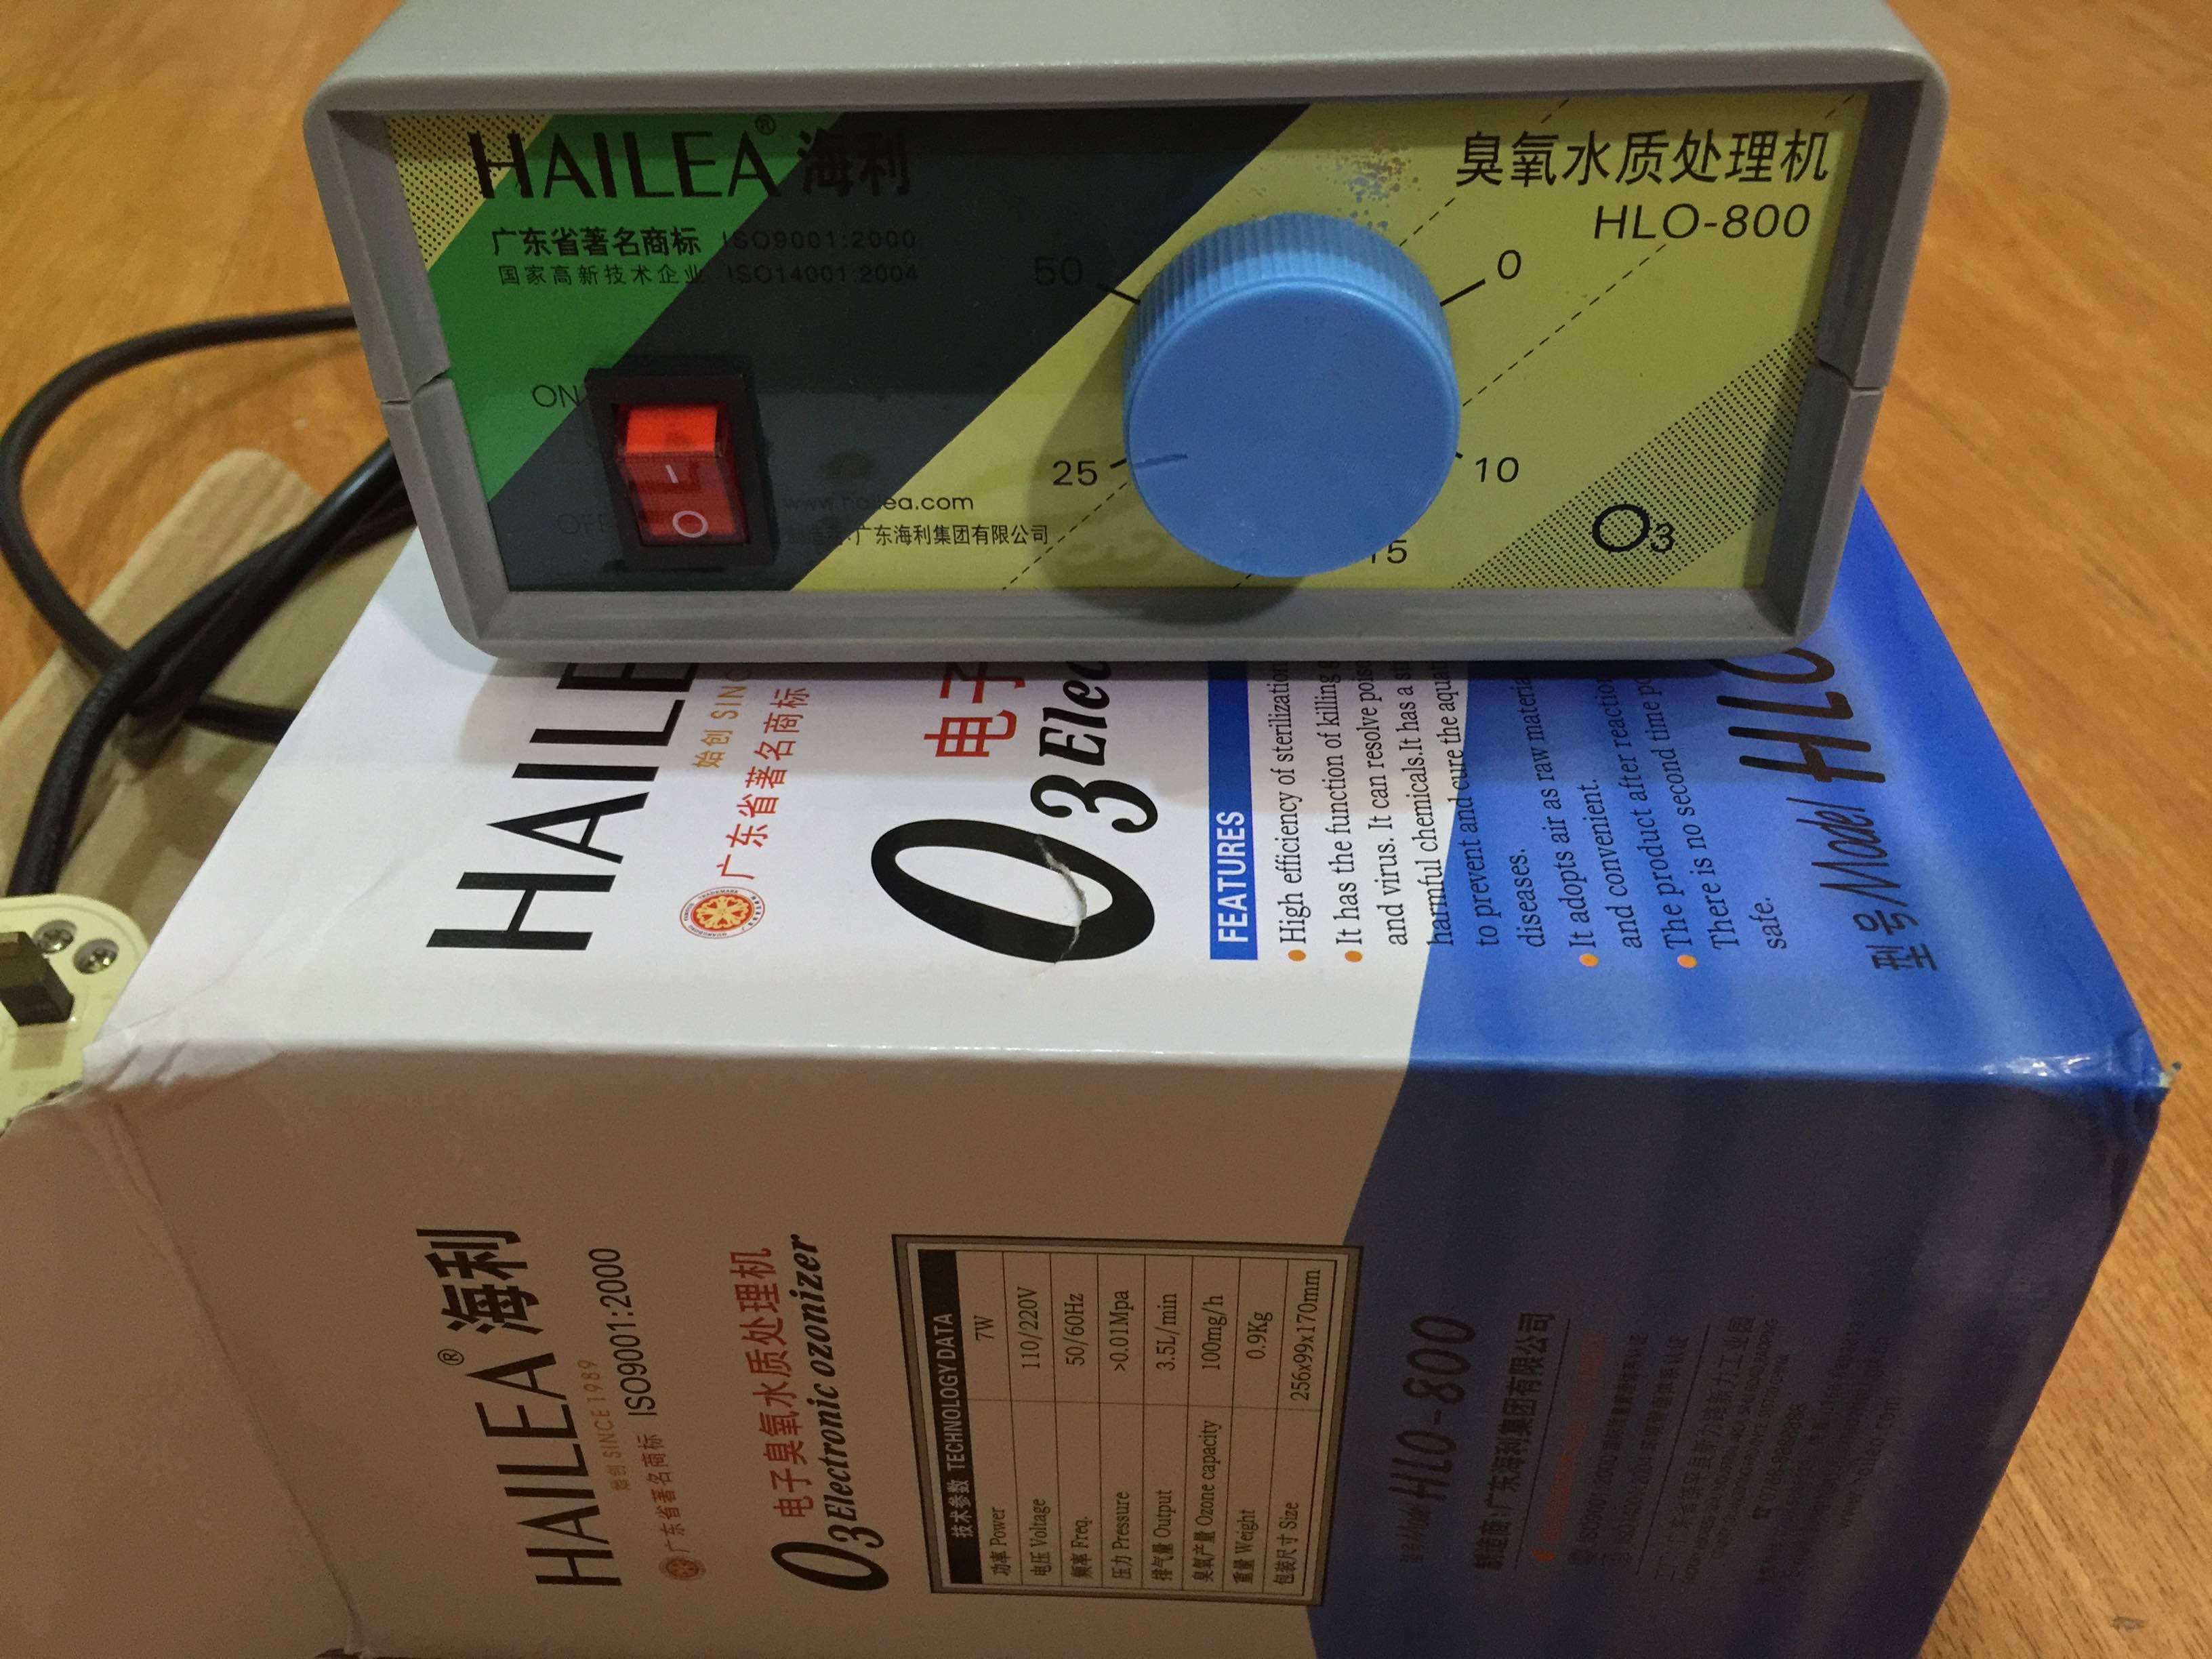 HAILEA® 海利
广东省著名商标 ISO9001:2000
国家高新技术企业 ISO14001:2004
ON
OFF
www.hailea.com
广东海利集团有限公司
臭氧水质处理机
HLO-800
50
0
25
10
15
O3
HAILE
始创 SINC
广东省著名商标
电子
O3 Elec
FEATURES
High efficiency of sterilization
It has the function of killing
and virus. It can resolve
harmful chemicals.It has a
to prevent and cure the
diseases.
It adopts air as raw
and convenient.
The product after
There is no second time
safe.
型号 Model HLO
HAILEA® 海利
始创 SINCE 1989
广东省著名商标 ISO9001:2000
电子臭氧水质处理机
O3 Electronic ozonizer
技术参数 TECHNOLOGY DATA
功率 Power 7W
电压 Voltage 110/220V
频率 Freq. 50/60Hz
压力 Pressure >0.01Mpa
排气量 Output 3.5L/min
臭氧产量 Ozone capacity 100mg/h
重量 Weight 0.9Kg
包装尺寸 Size 256x99x170mm
型号 Model HLO-800
制造商:广东海利集团有限公司